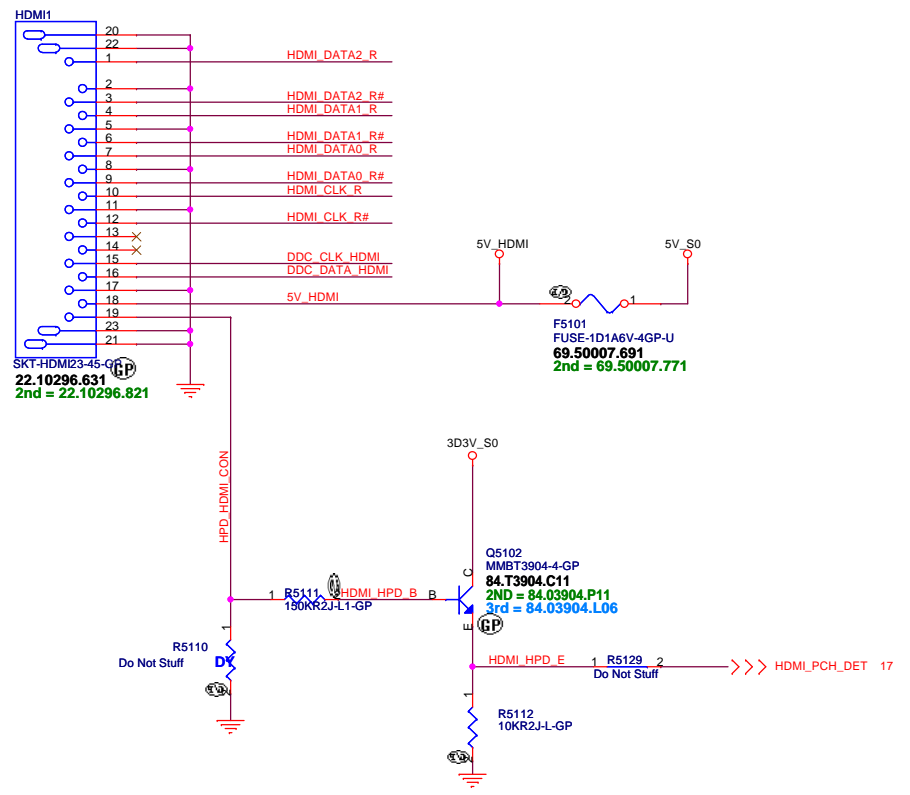 HDMI1
20
22
1 HDMI_DATA2_R
2
3 HDMI_DATA2_R#
4 HDMI_DATA1_R
5
6 HDMI_DATA1_R#
7 HDMI_DATA0_R
8
9 HDMI_DATA0_R#
10 HDMI_CLK_R
11
12 HDMI_CLK_R#
13
14
15 DDC_CLK_HDMI
16 DDC_DATA_HDMI
17
18 5V_HDMI
19
23
21
SKT-HDMI23-45-GP
GP
22.10296.631
2nd = 22.10296.821
5V_HDMI
5V_S0
2 1
F5101
FUSE-1D1A6V-4GP-U
69.50007.691
2nd = 69.50007.771
3D3V_S0
HPD_HDMI_CON
Q5102
MMBT3904-4-GP
84.T3904.C11
2ND = 84.03904.P11
3rd = 84.03904.L06
GP
C
B
E
1 R5111 HDMI_HPD_B
150KR2J-L1-GP
1
R5110
Do Not Stuff
DY
2
HDMI_HPD_E
1 R5129 2
Do Not Stuff
HDMI_PCH_DET 17
1
R5112
10KR2J-L-GP
2